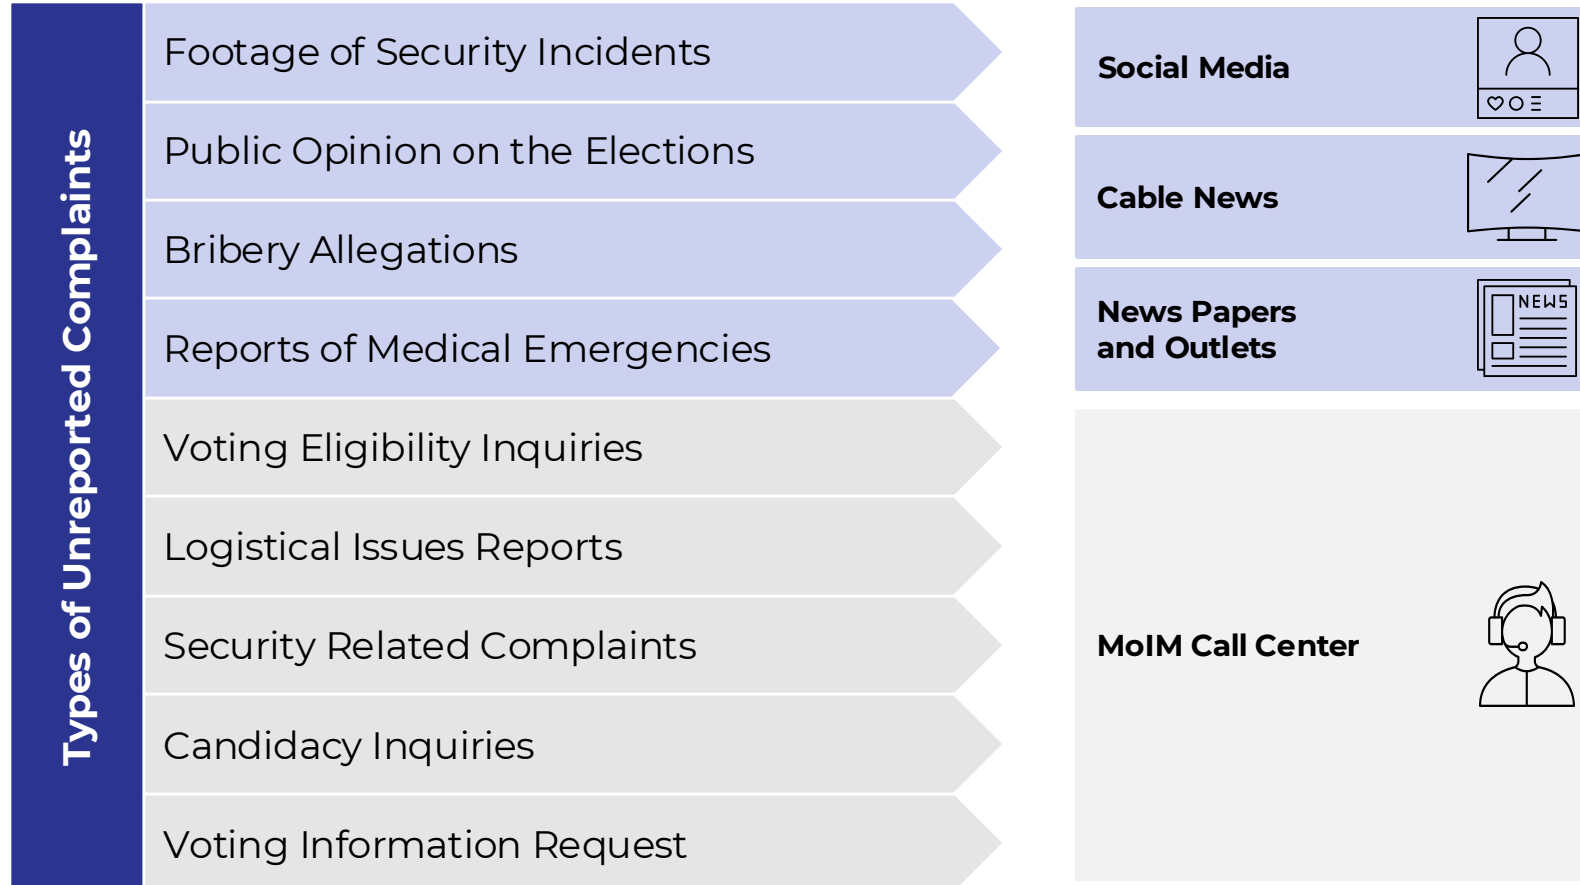 Types of Unreported Complaints
Footage of Security Incidents
Public Opinion on the Elections
Bribery Allegations
Reports of Medical Emergencies
Voting Eligibility Inquiries
Logistical Issues Reports
Security Related Complaints
Candidacy Inquiries
Voting Information Request
Social Media
Cable News
News Papers
and Outlets
NEWS
MoIM Call Center